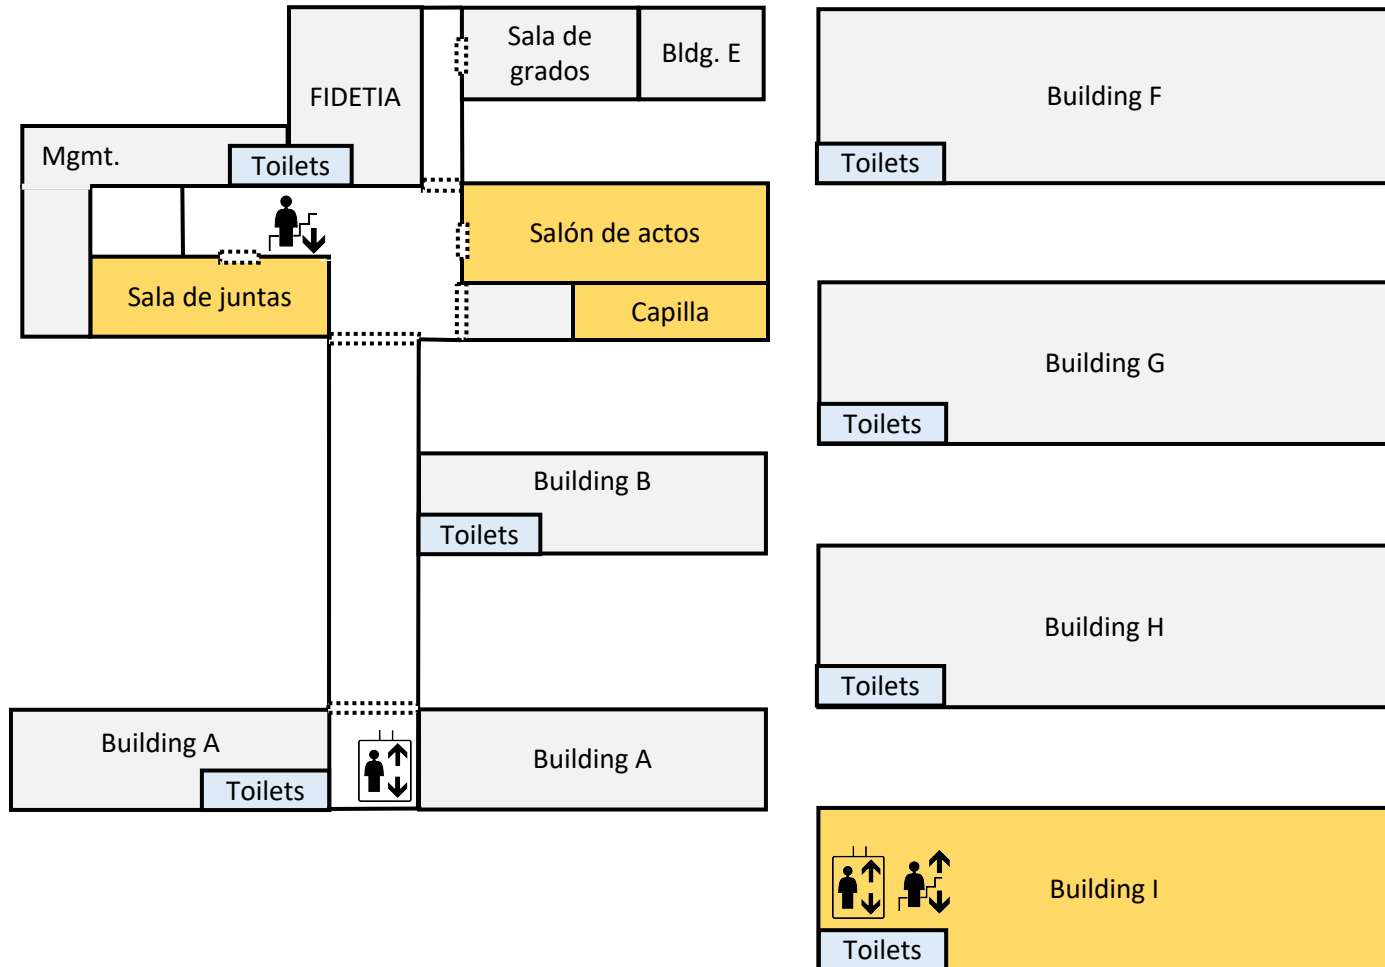 Sala de
grados
Bldg. E
FIDETIA
Building F
Mgmt.
Toilets
Toilets
Salón de actos
Sala de juntas
Capilla
Building G
Toilets
Building B
Toilets
Building H
Toilets
Building A
Toilets
Building A
Building I
Toilets